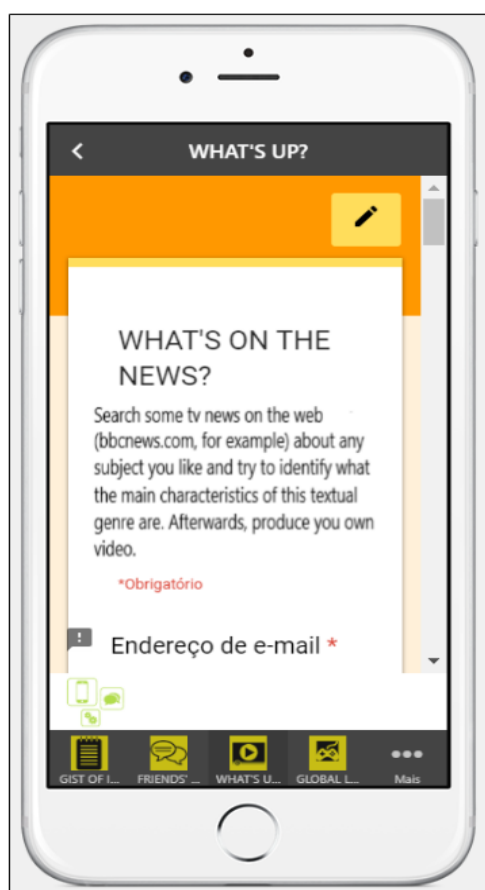 WHAT'S UP?
WHAT'S ON THE
NEWS?
Search some tv news on the web
(bbcnews.com, for example) about any
subject you like and try to identify what
the main characteristics of this textual
genre are. Afterwards, produce you own
video.
*Obrigatório
Endereço de e-mail *
GIST OF I... FRIENDS' ... WHAT'S U... GLOBAL L... Mais